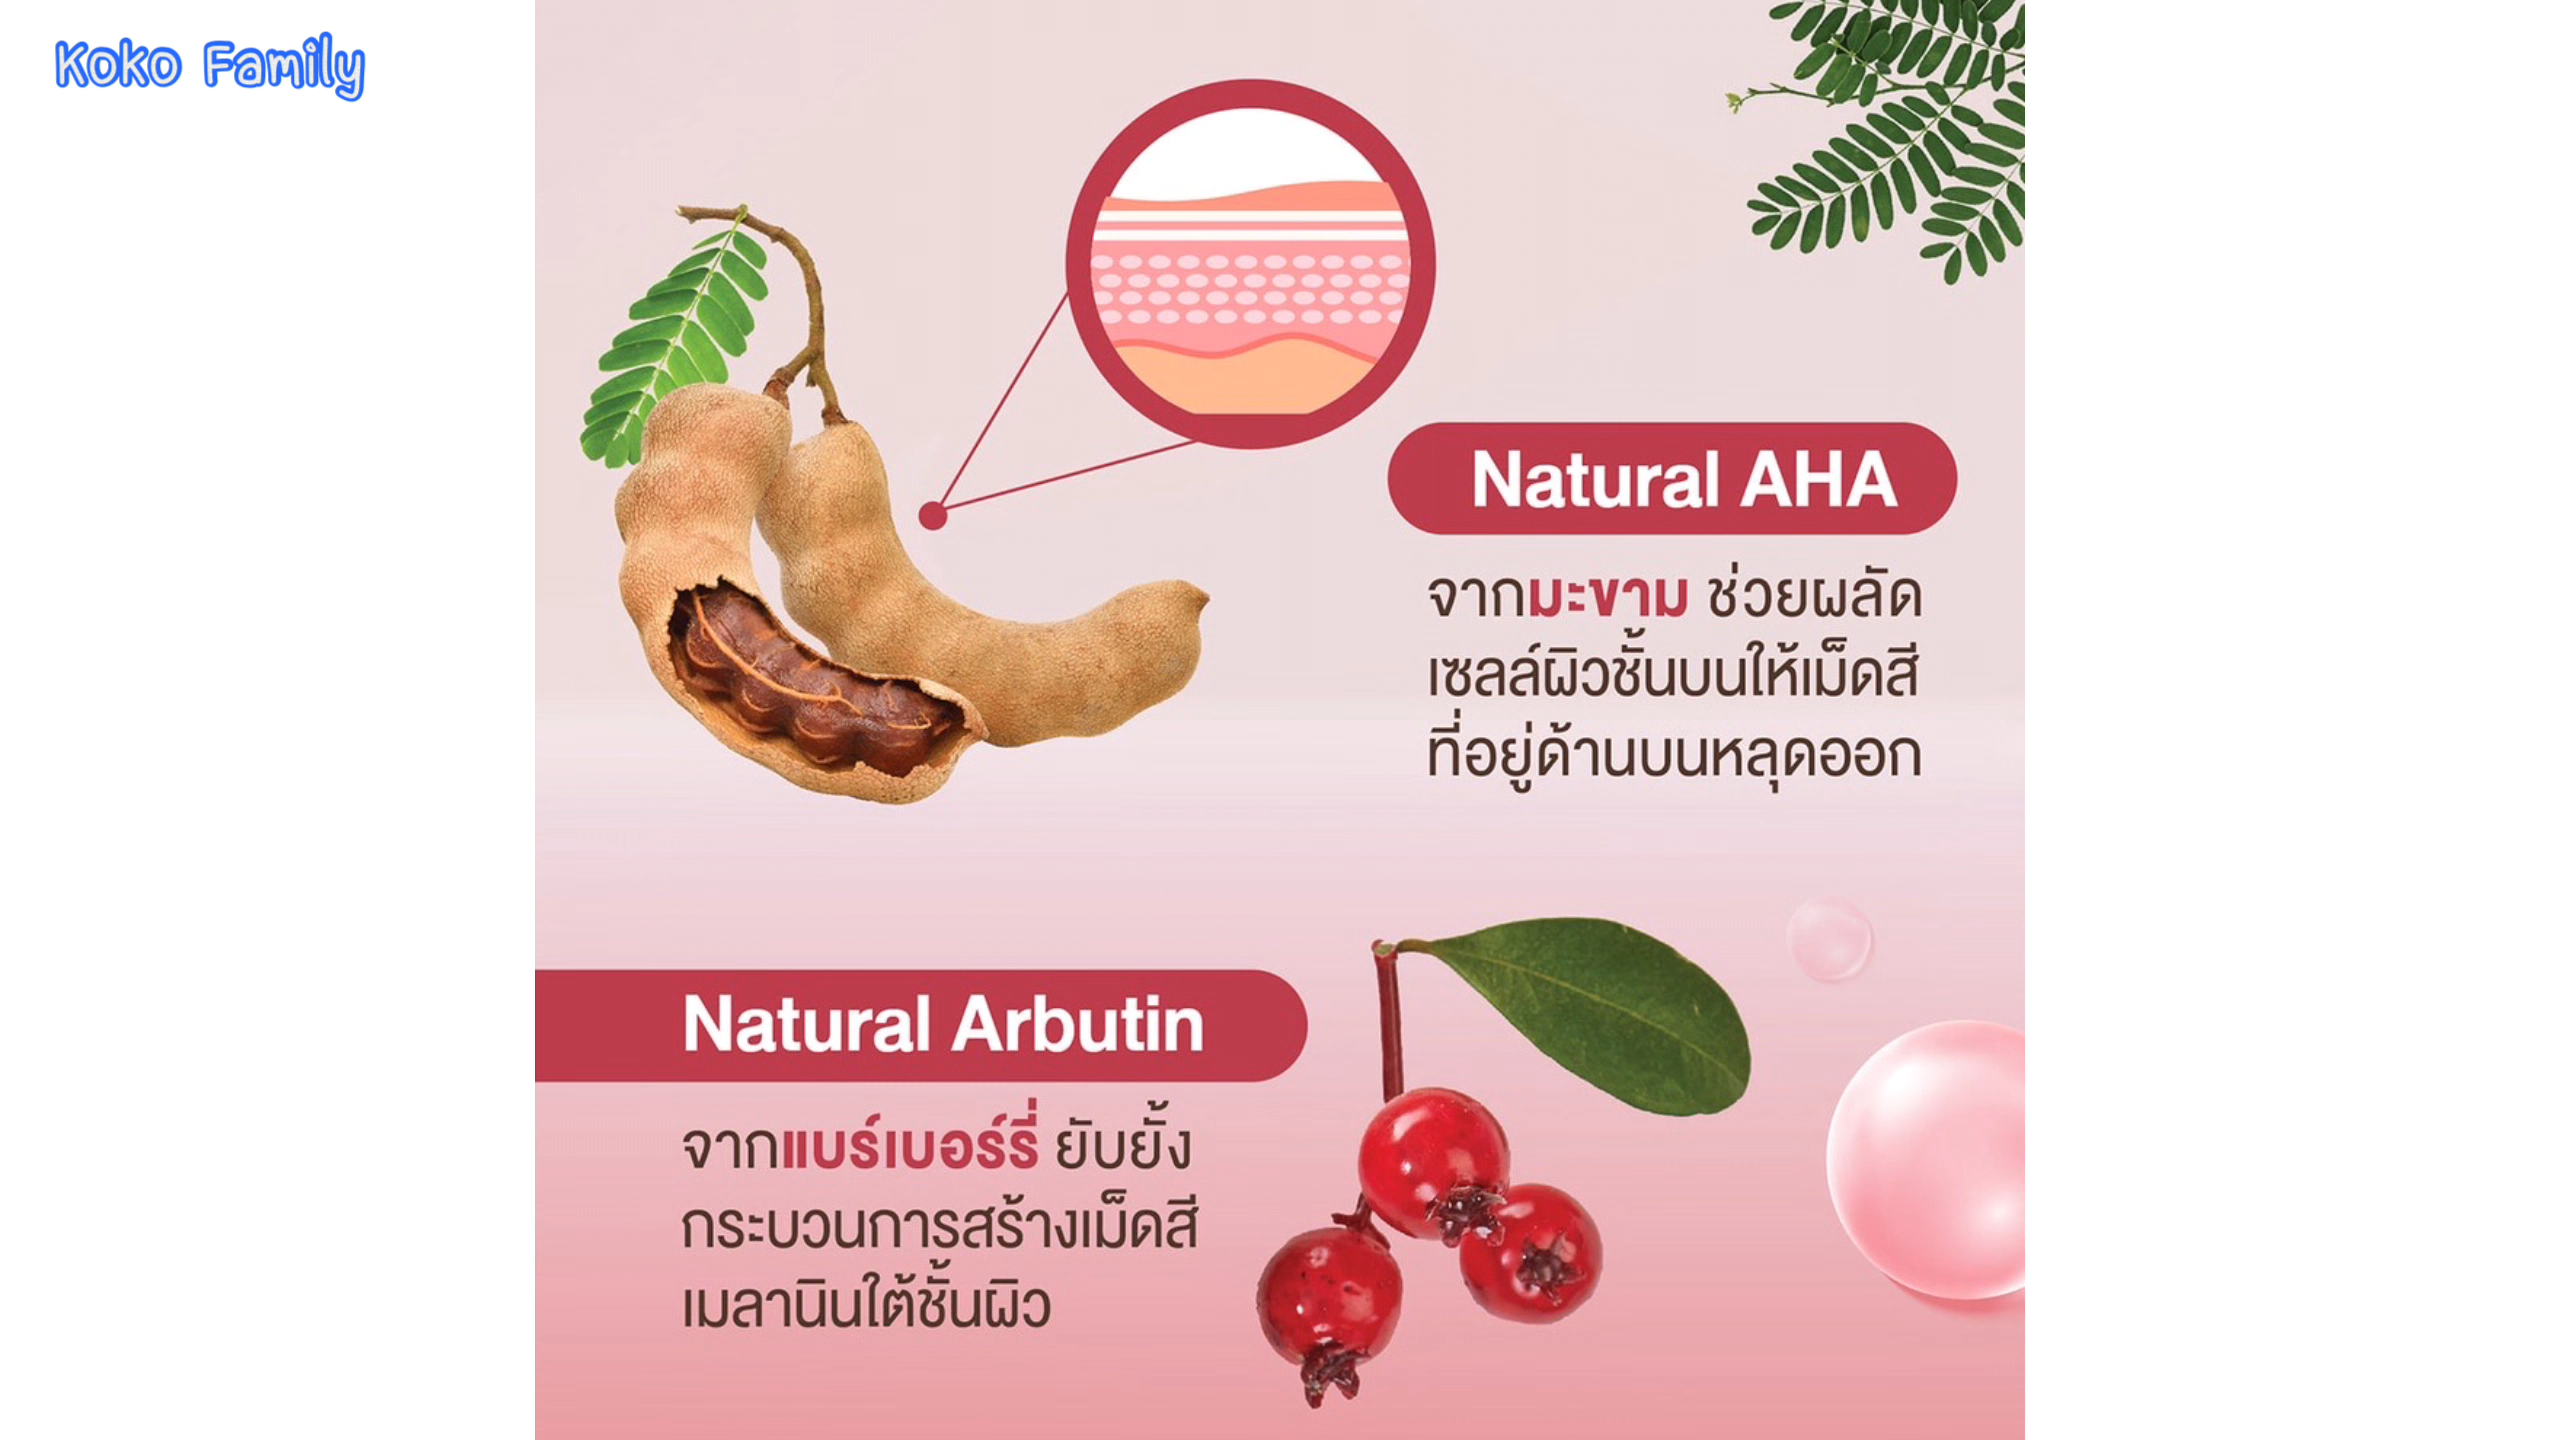 Koko Family
Natural AHA
จากมะขาม ช่วยผลัด
เซลล์ผิวชั้นบนให้เม็ดสี
ที่อยู่ด้านบนหลุดออก
Natural Arbutin
จากแบร์เบอร์รี่ ยับยั้ง
กระบวนการสร้างเม็ดสี
เมลานินใต้ชั้นผิว